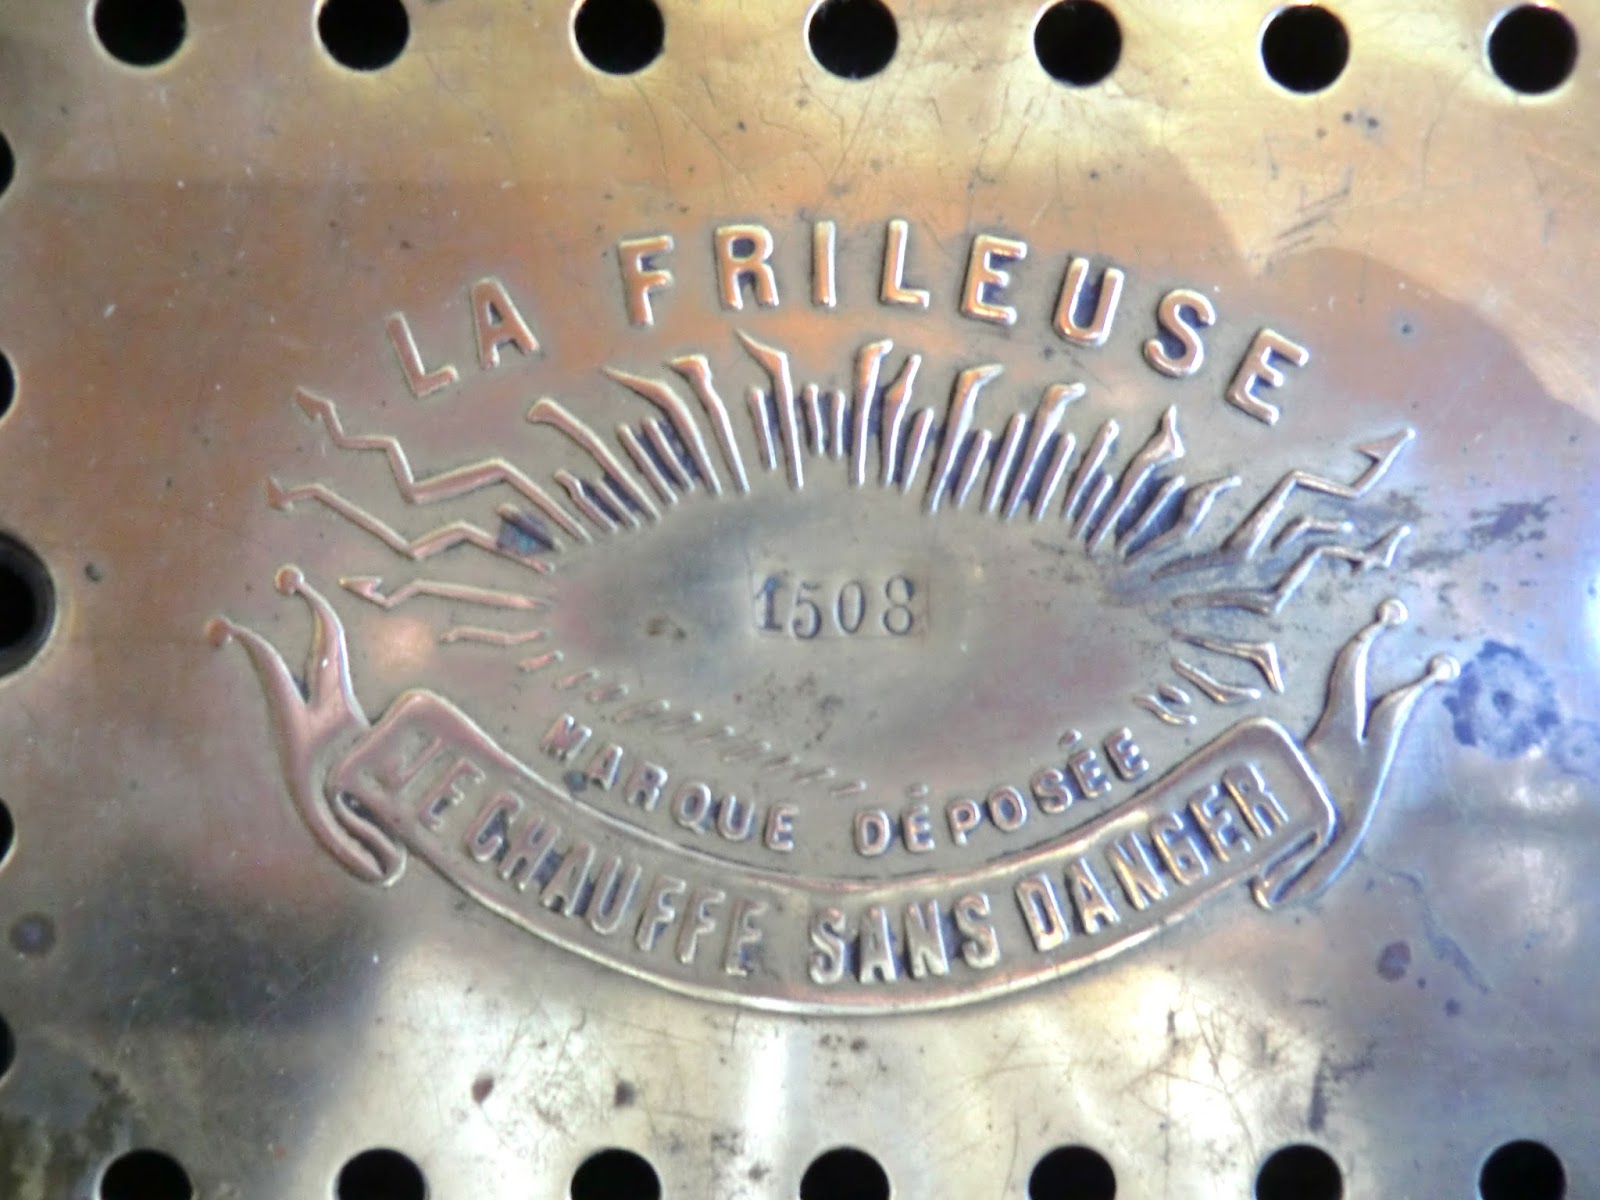 LA FRILEUSE
1508
MARQUE DÉPOSÉE
JE CHAUFFE SANS DANGER